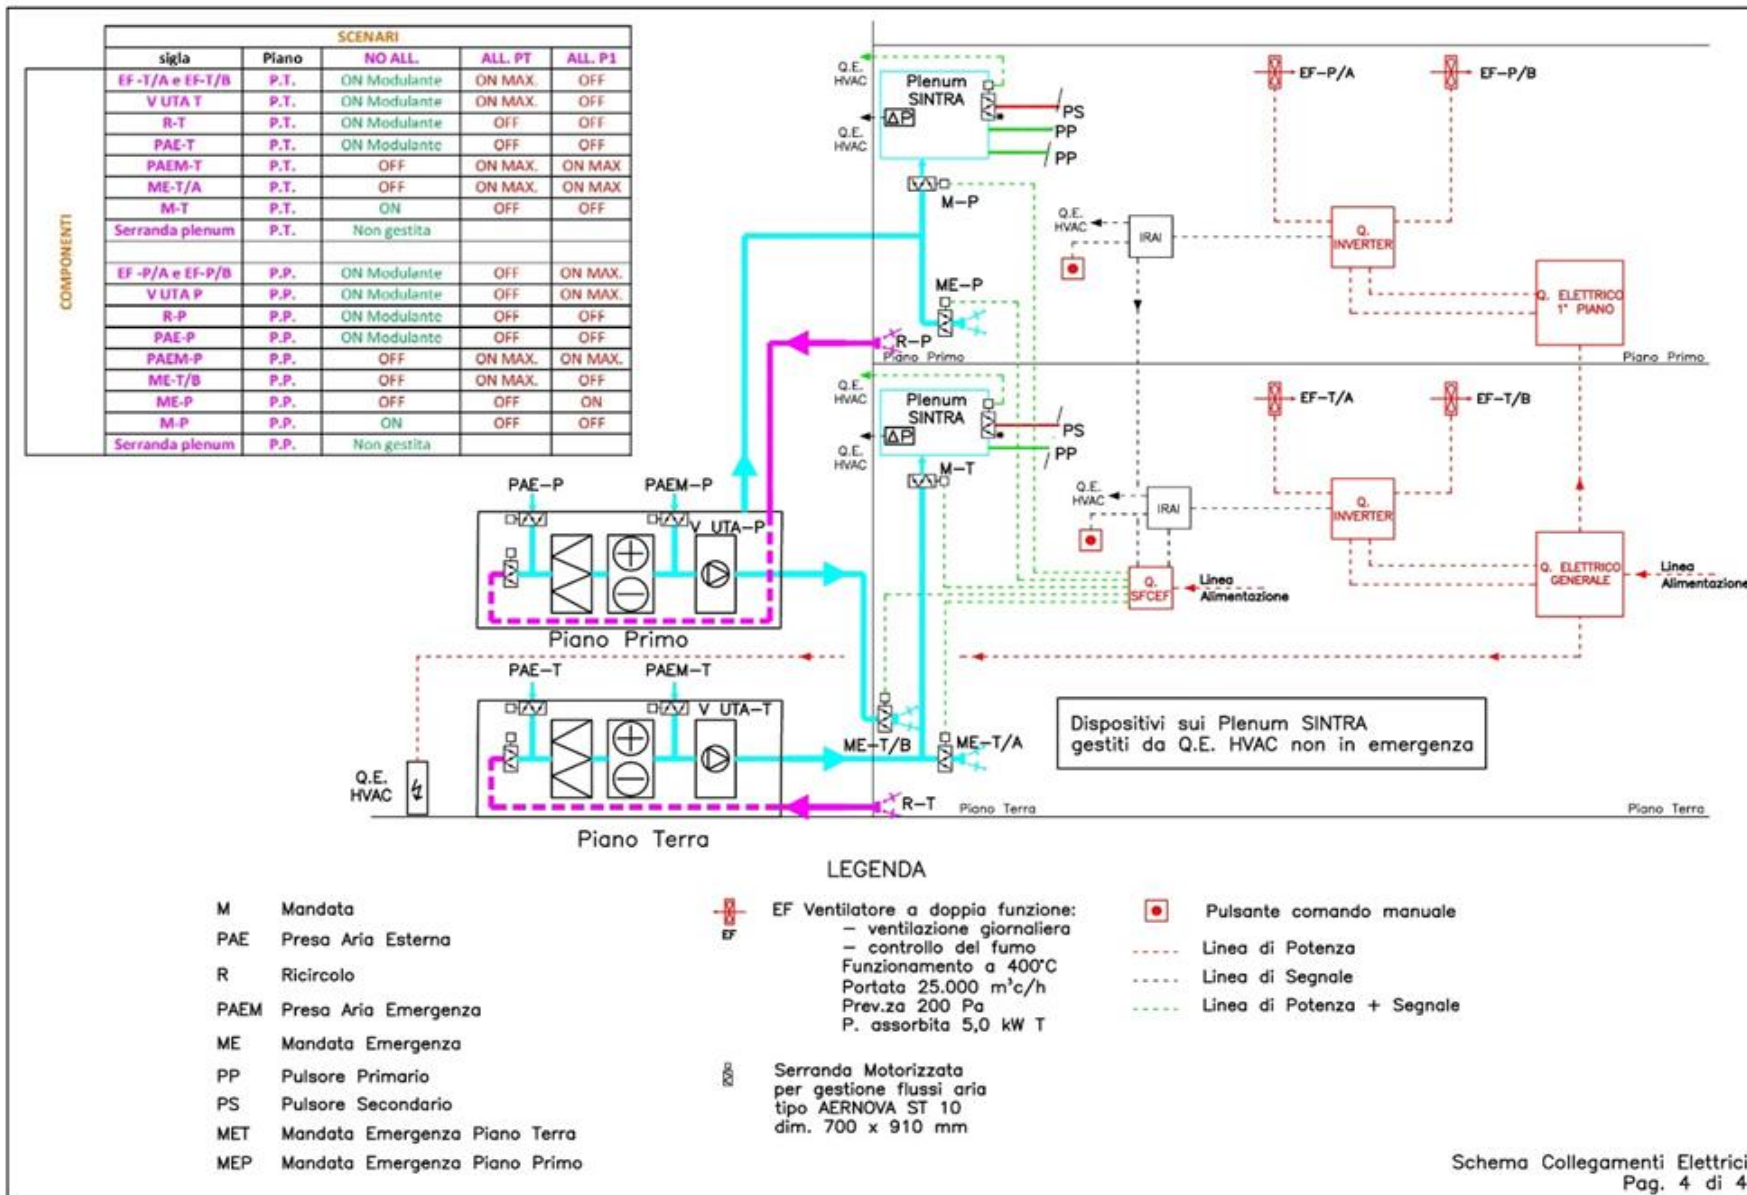 SCENARI
sigla Piano NO ALL. ALL. PT ALL. P1
COMPONENTI
EF -T/A e EF-T/B P.T. ON Modulante ON MAX. OFF
V UTA T P.T. ON Modulante ON MAX. OFF
R-T P.T. ON Modulante OFF OFF
PAE-T P.T. ON Modulante OFF OFF
PAEM-T P.T. OFF ON MAX. ON MAX
ME-T/A P.T. OFF ON MAX. ON MAX
M-T P.T. ON OFF OFF
Serranda plenum P.T. Non gestita
EF -P/A e EF-P/B P.P. ON Modulante OFF ON MAX.
V UTA P P.P. ON Modulante OFF ON MAX.
R-P P.P. ON Modulante OFF OFF
PAE-P P.P. ON Modulante OFF OFF
PAEM-P P.P. OFF ON MAX. ON MAX.
ME-T/B P.P. OFF ON MAX. OFF
ME-P P.P. OFF OFF ON
M-P P.P. ON OFF OFF
Serranda plenum P.P. Non gestita
Q.E.
HVAC
Plenum
SINTRA
ΔP
Q.E.
HVAC
PS
PP
PP
M-P
EF-P/A
EF-P/B
Q.E.
HVAC
IRAI
Q.
INVERTER
Q. ELETTRICO
1° PIANO
ME-P
R-P
Piano Primo
Piano Primo
Q.E.
HVAC
Plenum
SINTRA
ΔP
Q.E.
HVAC
PS
PP
M-T
EF-T/A
EF-T/B
Q.E.
HVAC
IRAI
Q.
INVERTER
Q. ELETTRICO
GENERALE
Linea
Alimentazione
Q.
SFCEF
Linea
Alimentazione
PAE-P
PAEM-P
V UTA-P
Piano Primo
PAE-T
PAEM-T
V UTA-T
ME-T/B
ME-T/A
Q.E.
HVAC
R-T
Piano Terra
Piano Terra
Piano Terra
Dispositivi sui Plenum SINTRA
gestiti da Q.E. HVAC non in emergenza
LEGENDA
M Mandata
PAE Presa Aria Esterna
R Ricircolo
PAEM Presa Aria Emergenza
ME Mandata Emergenza
PP Pulsore Primario
PS Pulsore Secondario
MET Mandata Emergenza Piano Terra
MEP Mandata Emergenza Piano Primo
EF
EF Ventilatore a doppia funzione:
– ventilazione giornaliera
– controllo del fumo
Funzionamento a 400°C
Portata 25.000 m³c/h
Prev.za 200 Pa
P. assorbita 5,0 kW T
Serranda Motorizzata
per gestione flussi aria
tipo AERNOVA ST 10
dim. 700 x 910 mm
Pulsante comando manuale
Linea di Potenza
Linea di Segnale
Linea di Potenza + Segnale
Schema Collegamenti Elettrici
Pag. 4 di 4